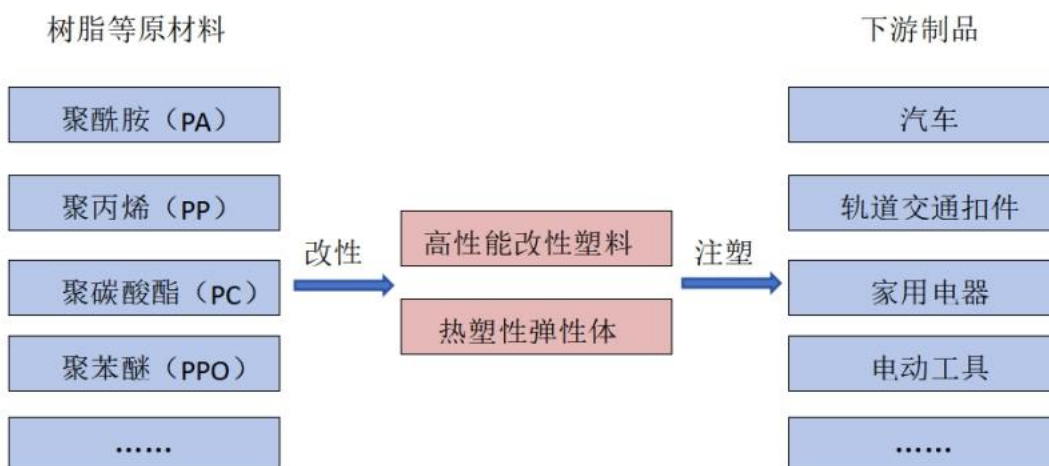 树脂等原材料
下游制品
聚酰胺（PA）
聚丙烯（PP）
聚碳酸酯（PC）
聚苯醚（PPO）
……
改性
高性能改性塑料
热塑性弹性体
注塑
汽车
轨道交通扣件
家用电器
电动工具
……